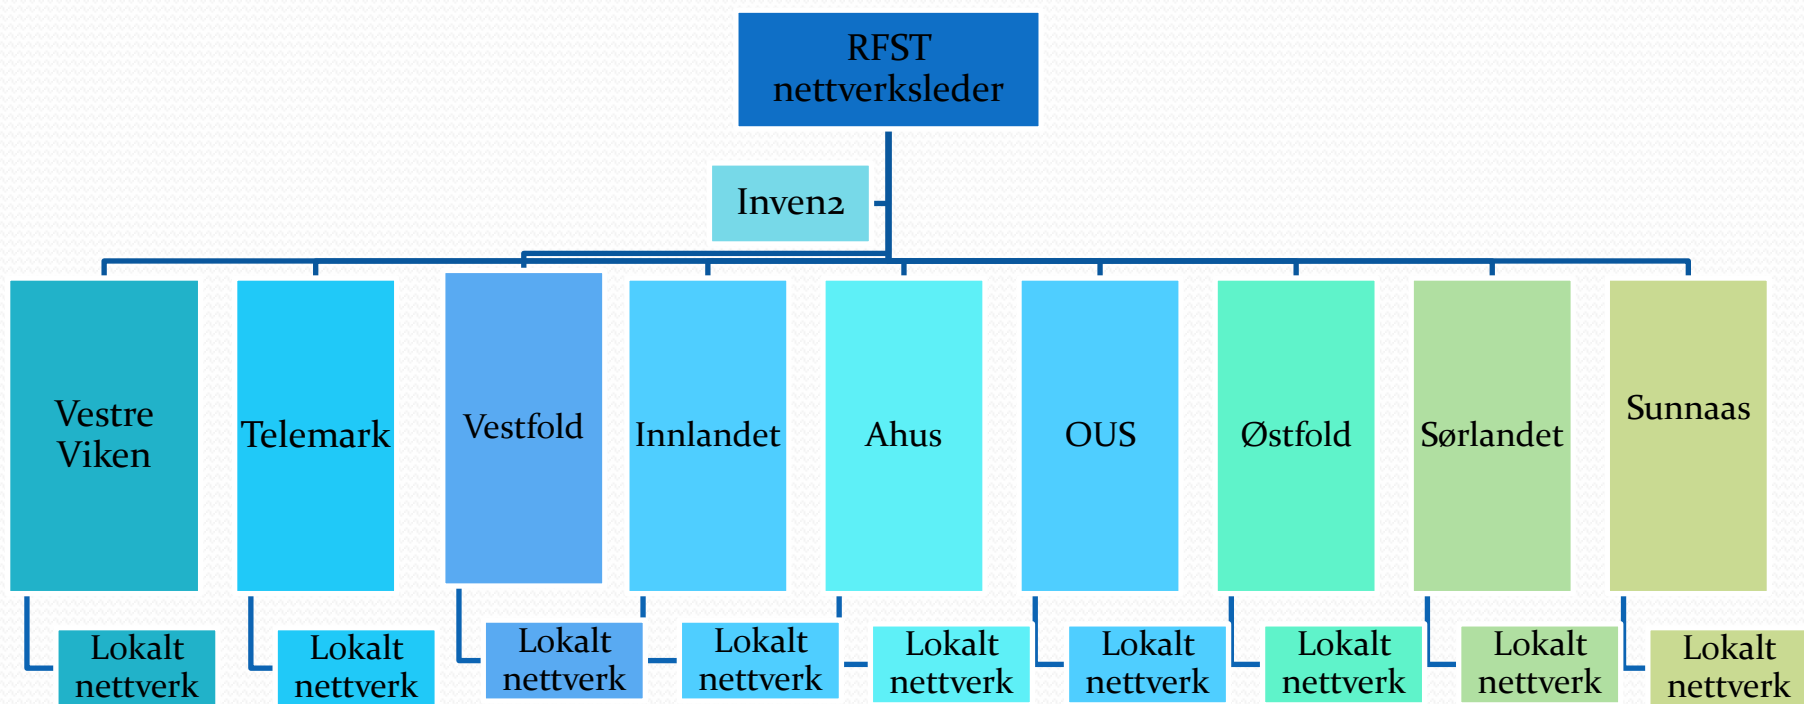 RFST
nettverksleder
Inven2
Vestre
Viken
Telemark
Vestfold
Innlandet
Ahus
OUS
Østfold
Sørlandet
Sunnaas
Lokalt
nettverk
Lokalt
nettverk
Lokalt
nettverk
Lokalt
nettverk
Lokalt
nettverk
Lokalt
nettverk
Lokalt
nettverk
Lokalt
nettverk
Lokalt
nettverk